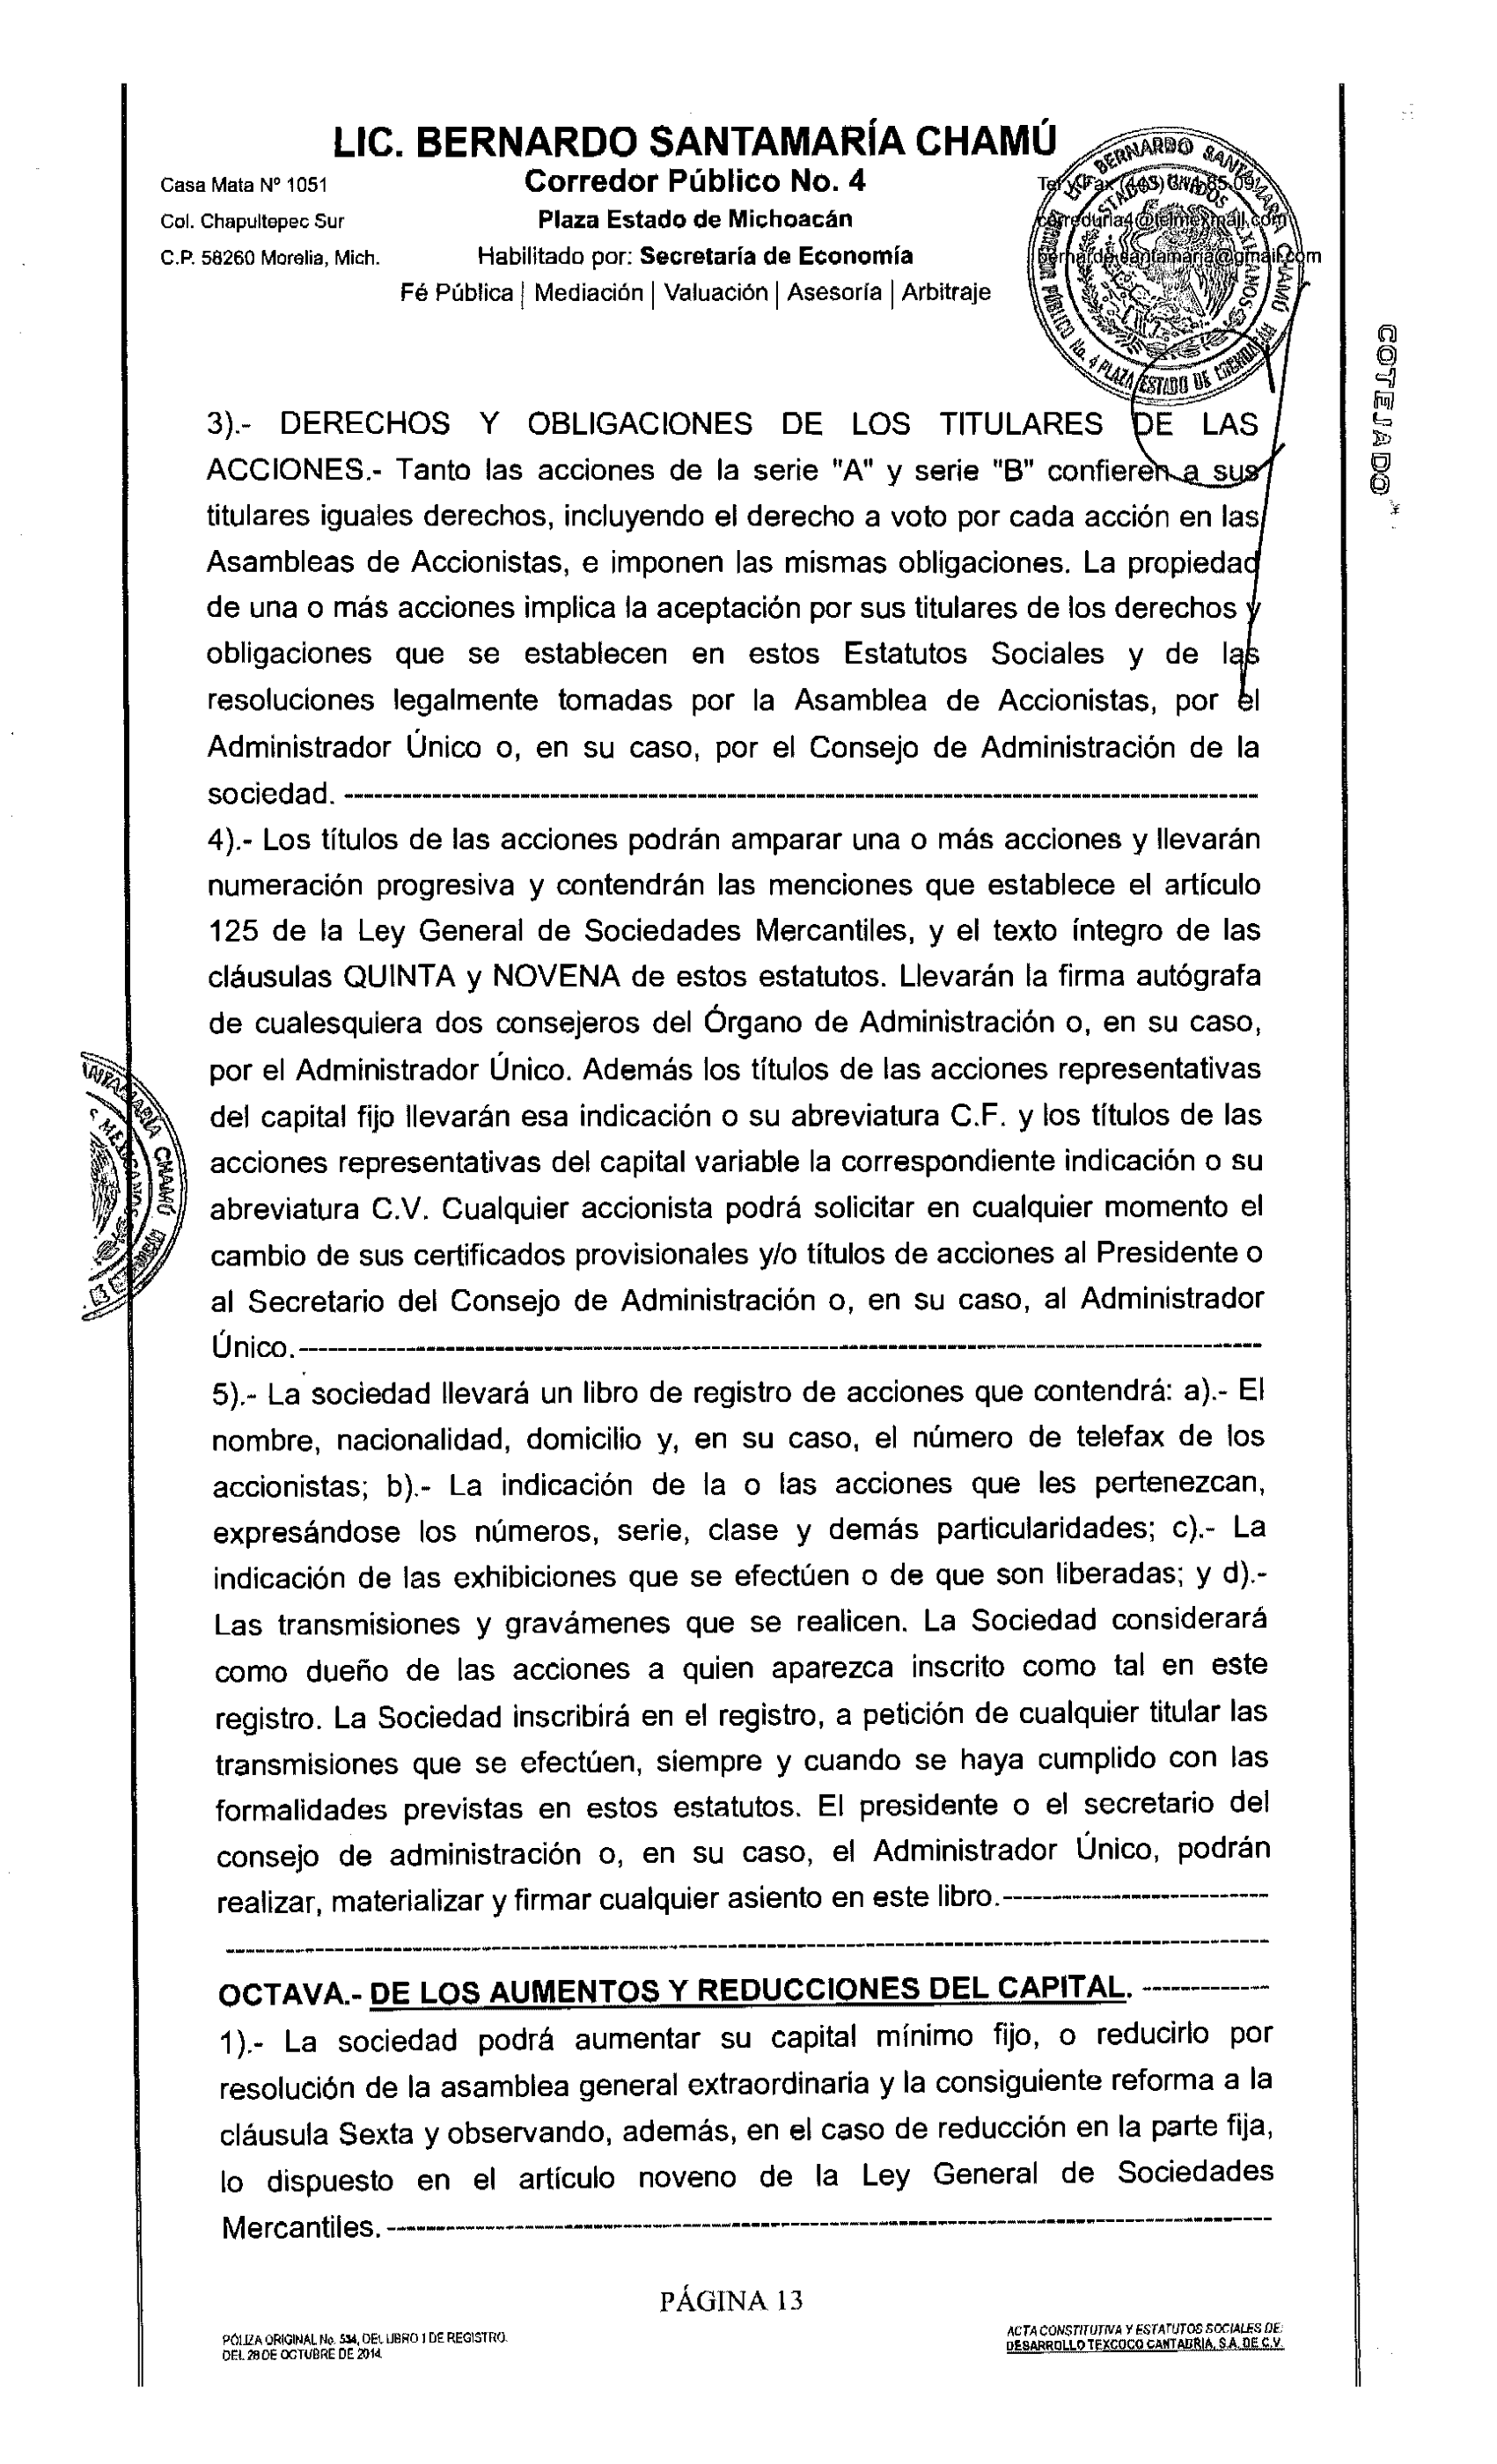 LIC. BERNARDO SANTAMARÍA CHAMÚ
Casa Mata Nº 1051
Corredor Público No. 4
Col. Chapultepec Sur
Plaza Estado de Michoacán
C.P. 58260 Morelia, Mich.
Habilitado por: Secretaría de Economía
Fé Pública | Mediación | Valuación | Asesoría | Arbitraje
correduria4@telmexmail.com
bernardo.santamaria@gmail.com
BERNARDO SANTAMARÍA CHAMÚ
COTEJADO
3).- DERECHOS Y OBLIGACIONES DE LOS TITULARES DE LAS
ACCIONES.- Tanto las acciones de la serie "A" y serie "B" confieren a sus
titulares iguales derechos, incluyendo el derecho a voto por cada acción en las
Asambleas de Accionistas, e imponen las mismas obligaciones. La propiedad
de una o más acciones implica la aceptación por sus titulares de los derechos y
obligaciones que se establecen en estos Estatutos Sociales y de las
resoluciones legalmente tomadas por la Asamblea de Accionistas, por el
Administrador Único o, en su caso, por el Consejo de Administración de la
sociedad. ----------
4).- Los títulos de las acciones podrán amparar una o más acciones y llevarán
numeración progresiva y contendrán las menciones que establece el artículo
125 de la Ley General de Sociedades Mercantiles, y el texto íntegro de las
cláusulas QUINTA y NOVENA de estos estatutos. Llevarán la firma autógrafa
de cualesquiera dos consejeros del Órgano de Administración o, en su caso,
por el Administrador Único. Además los títulos de las acciones representativas
del capital fijo llevarán esa indicación o su abreviatura C.F. y los títulos de las
acciones representativas del capital variable la correspondiente indicación o su
abreviatura C.V. Cualquier accionista podrá solicitar en cualquier momento el
cambio de sus certificados provisionales y/o títulos de acciones al Presidente o
al Secretario del Consejo de Administración o, en su caso, al Administrador
Único.----------
5).- La sociedad llevará un libro de registro de acciones que contendrá: a).- El
nombre, nacionalidad, domicilio y, en su caso, el número de telefax de los
accionistas; b).- La indicación de la o las acciones que les pertenezcan,
expresándose los números, serie, clase y demás particularidades; c).- La
indicación de las exhibiciones que se efectúen o de que son liberadas; y d).-
Las transmisiones y gravámenes que se realicen. La Sociedad considerará
como dueño de las acciones a quien aparezca inscrito como tal en este
registro. La Sociedad inscribirá en el registro, a petición de cualquier titular las
transmisiones que se efectúen, siempre y cuando se haya cumplido con las
formalidades previstas en estos estatutos. El presidente o el secretario del
consejo de administración o, en su caso, el Administrador Único, podrán
realizar, materializar y firmar cualquier asiento en este libro.----------
OCTAVA.- DE LOS AUMENTOS Y REDUCCIONES DEL CAPITAL. ----------
1).- La sociedad podrá aumentar su capital mínimo fijo, o reducirlo por
resolución de la asamblea general extraordinaria y la consiguiente reforma a la
cláusula Sexta y observando, además, en el caso de reducción en la parte fija,
lo dispuesto en el artículo noveno de la Ley General de Sociedades
Mercantiles. ----------
PÁGINA 13
PÓLIZA ORIGINAL No. 534, DEL LIBRO 1 DE REGISTRO.
DEL 28 DE OCTUBRE DE 2014.
ACTA CONSTITUTIVA Y ESTATUTOS SOCIALES DE:
DESARROLLO TEXCOCO CANTABRIA, S.A. DE C.V.